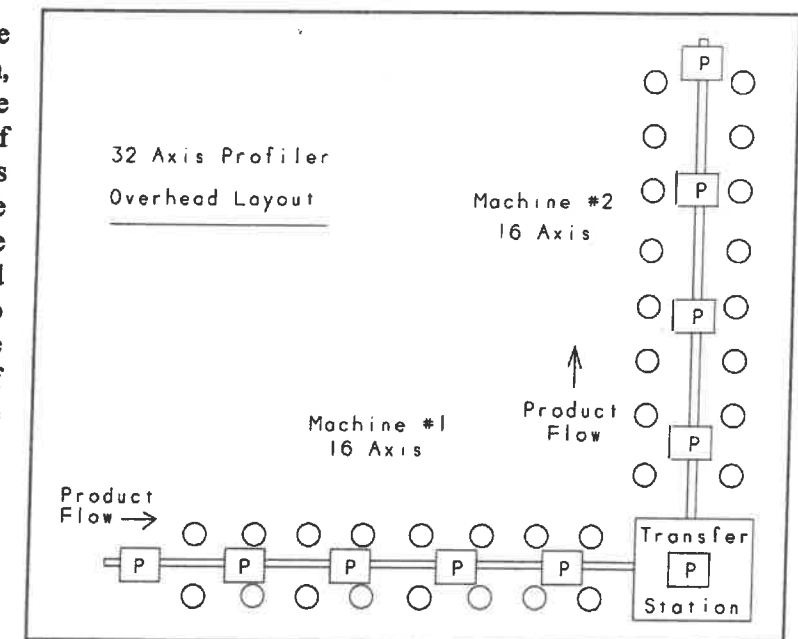 e
,
e
f
s
e
e
d
o
e
f
32 Axis Profiler
Overhead Layout
Machine #2
16 Axis
Product
Flow
Machine #1
16 Axis
Product
Flow
P
P
P
P
P
P
P
P
P
Transfer
P
Station